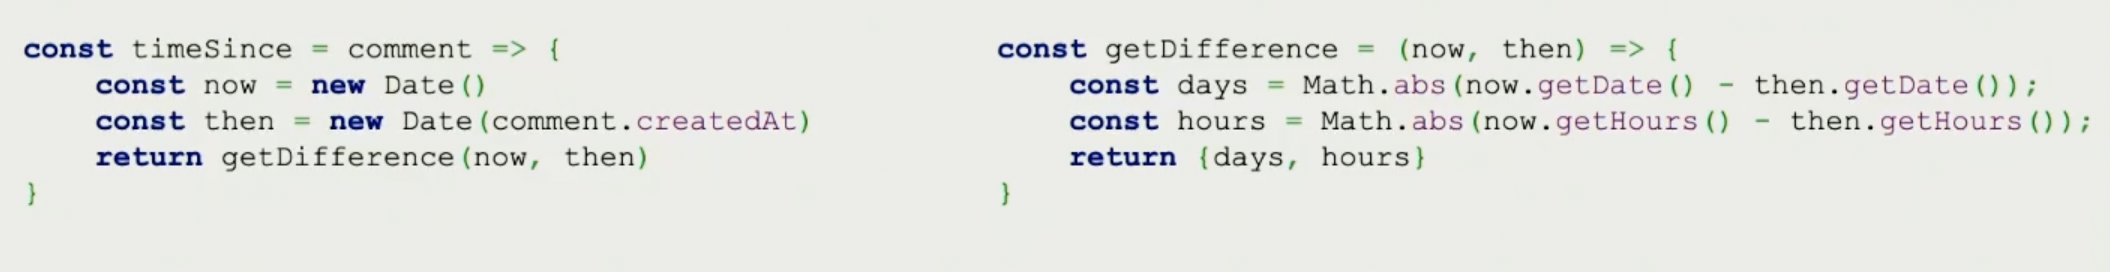 const timeSince = comment => {
    const now = new Date()
    const then = new Date(comment.createdAt)
    return getDifference(now, then)
}
const getDifference = (now, then) => {
    const days = Math.abs(now.getDate() - then.getDate());
    const hours = Math.abs(now.getHours() - then.getHours());
    return {days, hours}
}